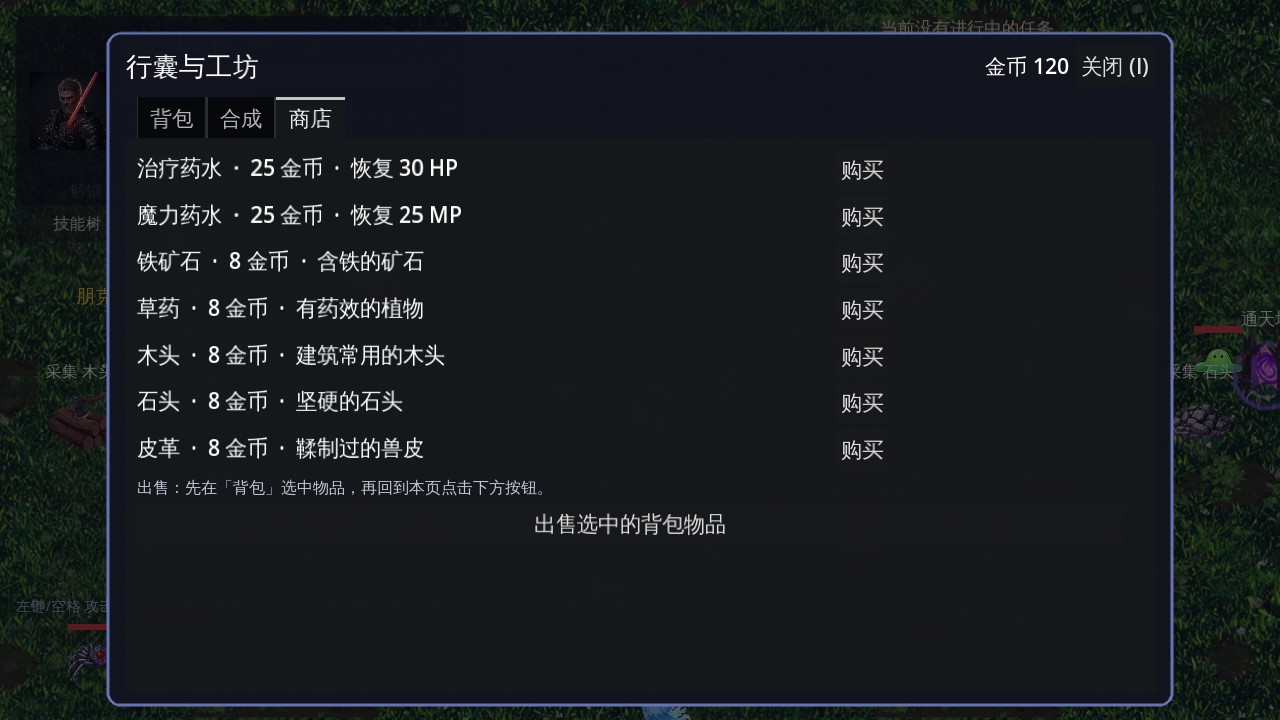 当前没有进行中的任务
行囊与工坊
金币 120 关闭 (I)
背包 合成 商店
治疗药水 · 25 金币 · 恢复 30 HP 购买
魔力药水 · 25 金币 · 恢复 25 MP 购买
铁矿石 · 8 金币 · 含铁的矿石 购买
草药 · 8 金币 · 有药效的植物 购买
木头 · 8 金币 · 建筑常用的木头 购买
石头 · 8 金币 · 坚硬的石头 购买
皮革 · 8 金币 · 鞣制过的兽皮 购买
出售：先在「背包」选中物品，再回到本页点击下方按钮。
出售选中的背包物品
解锁
技能树
朋克
采集 木头
通天塔
采集 石头
左键/空格 攻击